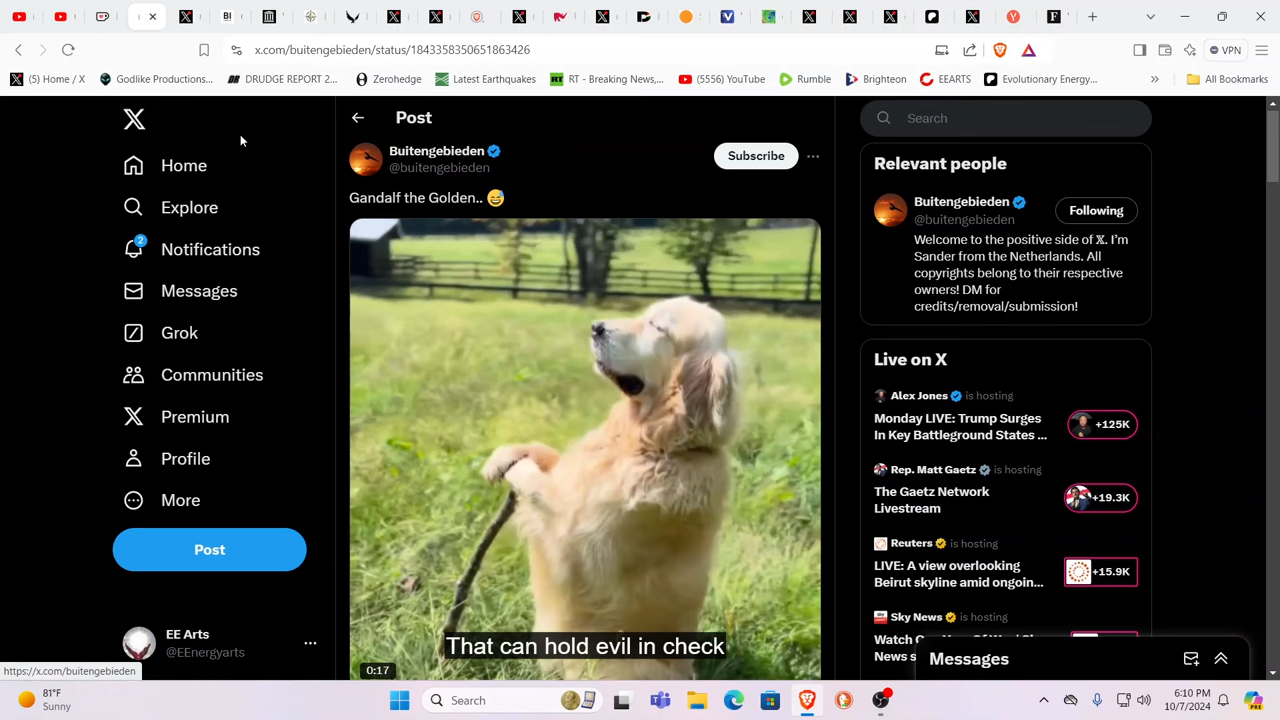 x.com/buitengebieden/status/1843358350651863426
VPN
(5) Home / X
Godlike Productions...
DRUDGE REPORT 2...
Zerohedge
Latest Earthquakes
RT - Breaking News,...
(5556) YouTube
Rumble
Brighteon
EEARTS
Evolutionary Energy...
All Bookmarks
Home
Explore
2
Notifications
Messages
Grok
Communities
Premium
Profile
More
Post
EE Arts
@EEnergyarts
https://x.com/buitengebieden
Post
Buitengebieden
@buitengebieden
Subscribe
Gandalf the Golden.. 😅
That can hold evil in check
0:17
Search
Relevant people
Buitengebieden
@buitengebieden
Following
Welcome to the positive side of 𝕏. I'm
Sander from the Netherlands. All
copyrights belong to their respective
owners! DM for
credits/removal/submission!
Live on X
Alex Jones is hosting
Monday LIVE: Trump Surges
In Key Battleground States ...
+125K
Rep. Matt Gaetz is hosting
The Gaetz Network
Livestream
+19.3K
Reuters is hosting
LIVE: A view overlooking
Beirut skyline amid ongoin...
+15.9K
Sky News is hosting
News
Messages
81°F
Sunny
Search
6:10 PM
10/7/2024